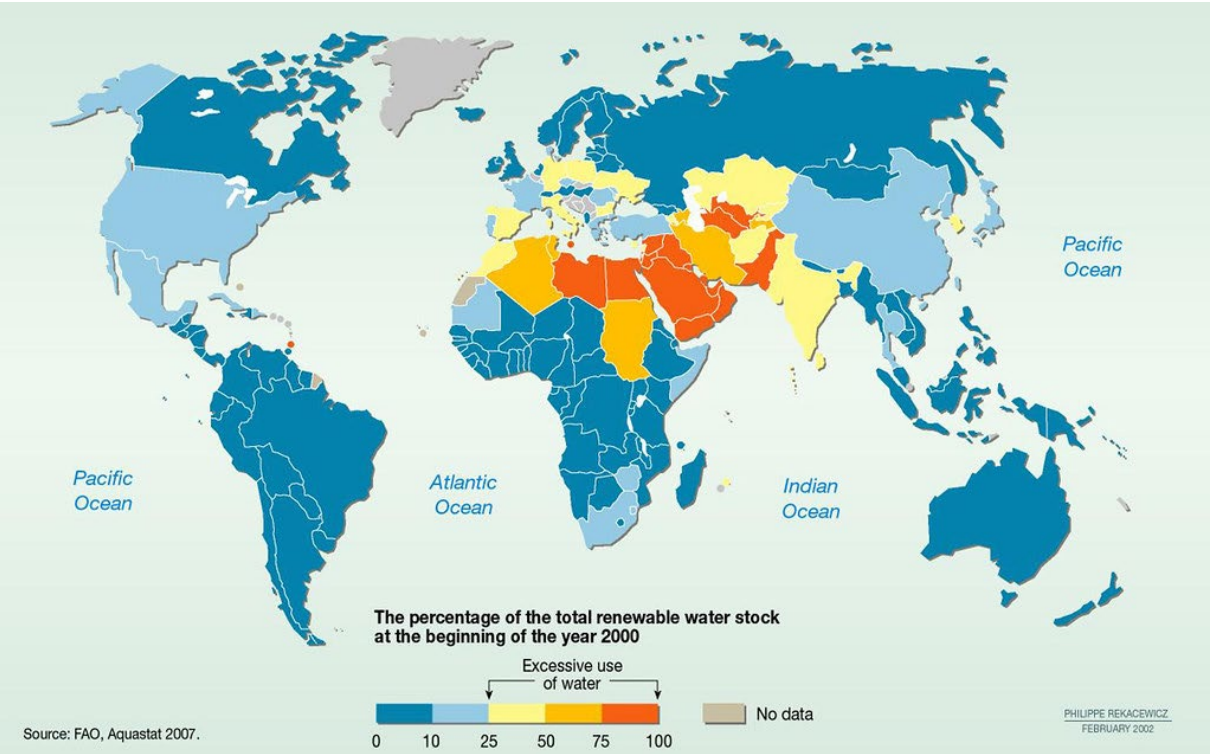 Pacific
Ocean
Pacific
Ocean
Atlantic
Ocean
Indian
Ocean
The percentage of the total renewable water stock
at the beginning of the year 2000
Excessive use
of water
No data
0 10 25 50 75 100
Source: FAO, Aquastat 2007.
PHILIPPE REKACEWICZ
FEBRUARY 2002